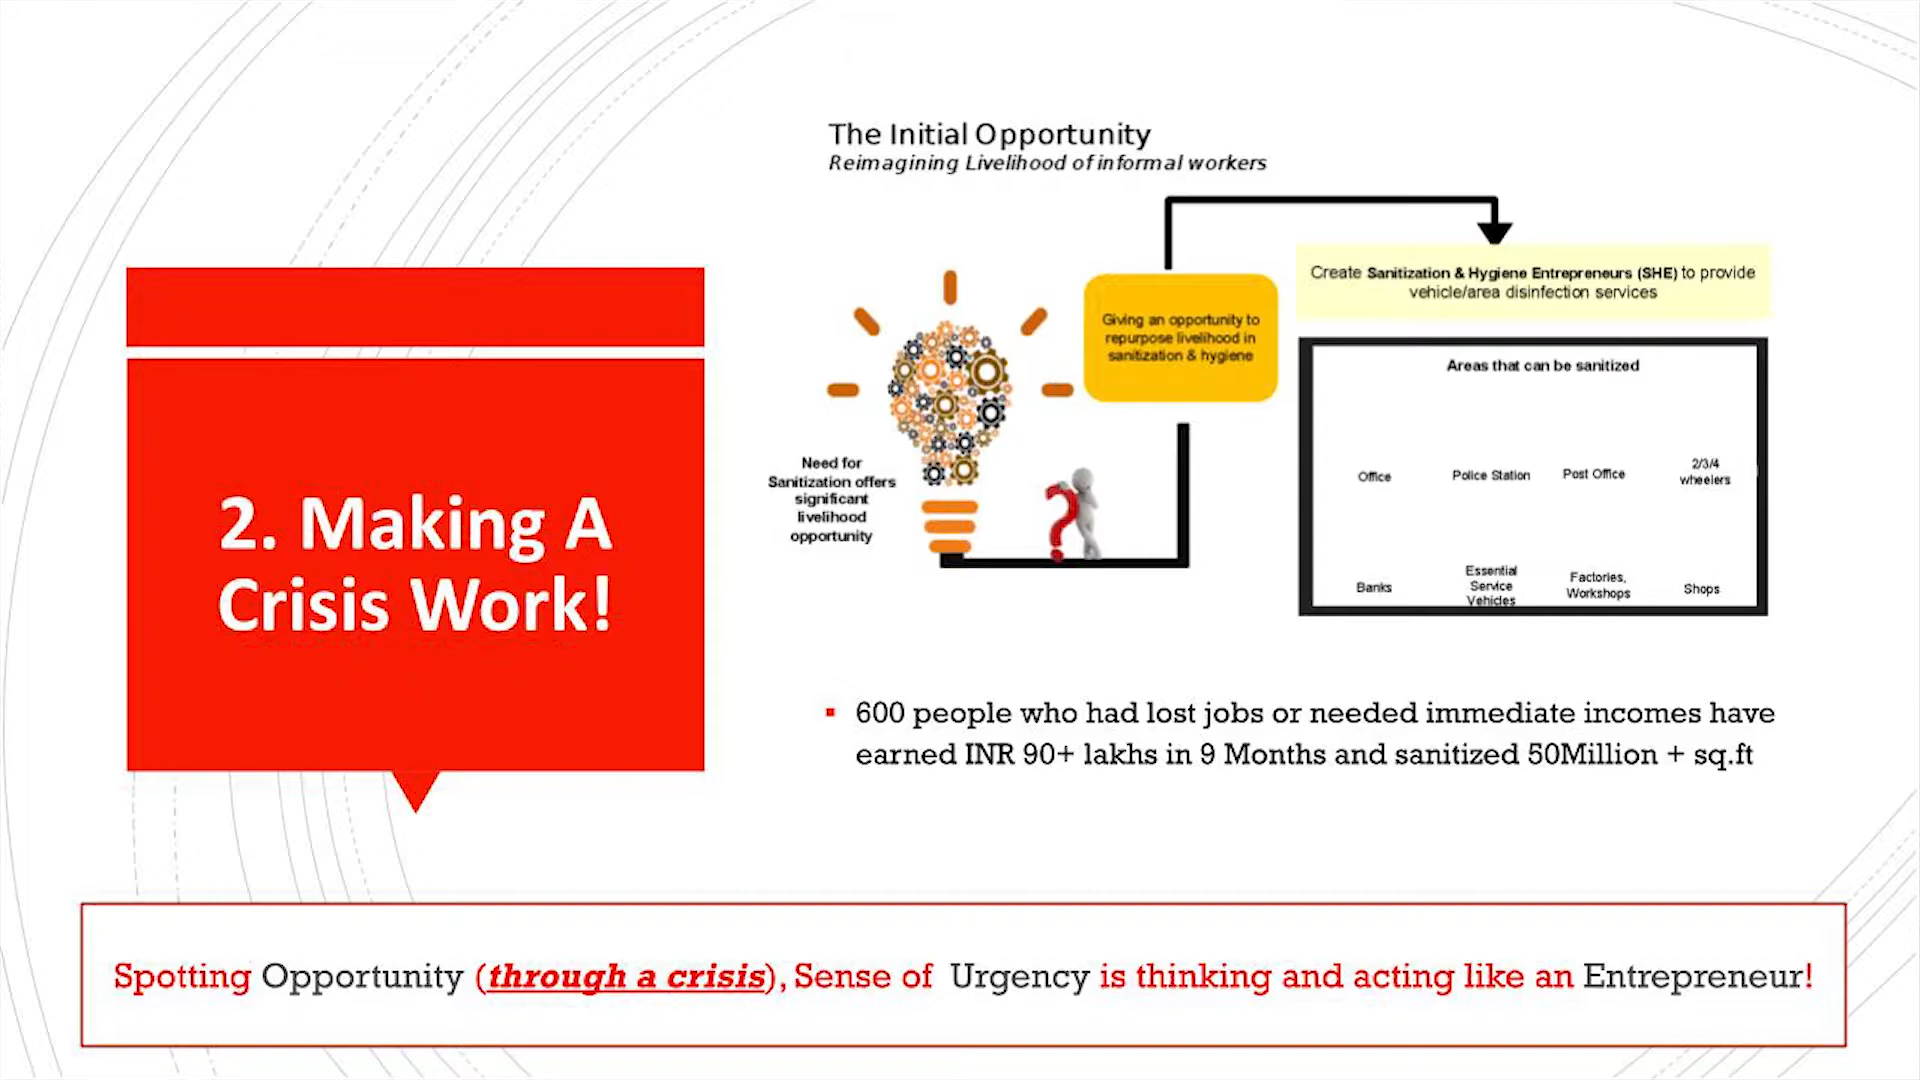 2. Making A
Crisis Work!
The Initial Opportunity
Reimagining Livelihood of informal workers
Need for
Sanitization offers
significant
livelihood
opportunity
Giving an opportunity to
repurpose livelihood in
sanitization & hygiene
Create Sanitization & Hygiene Entrepreneurs (SHE) to provide
vehicle/area disinfection services
Areas that can be sanitized
Office
Police Station
Post Office
2/3/4
wheelers
Banks
Essential
Service
Vehicles
Factories,
Workshops
Shops
▪ 600 people who had lost jobs or needed immediate incomes have
earned INR 90+ lakhs in 9 Months and sanitized 50Million + sq.ft
Spotting Opportunity (through a crisis), Sense of Urgency is thinking and acting like an Entrepreneur!